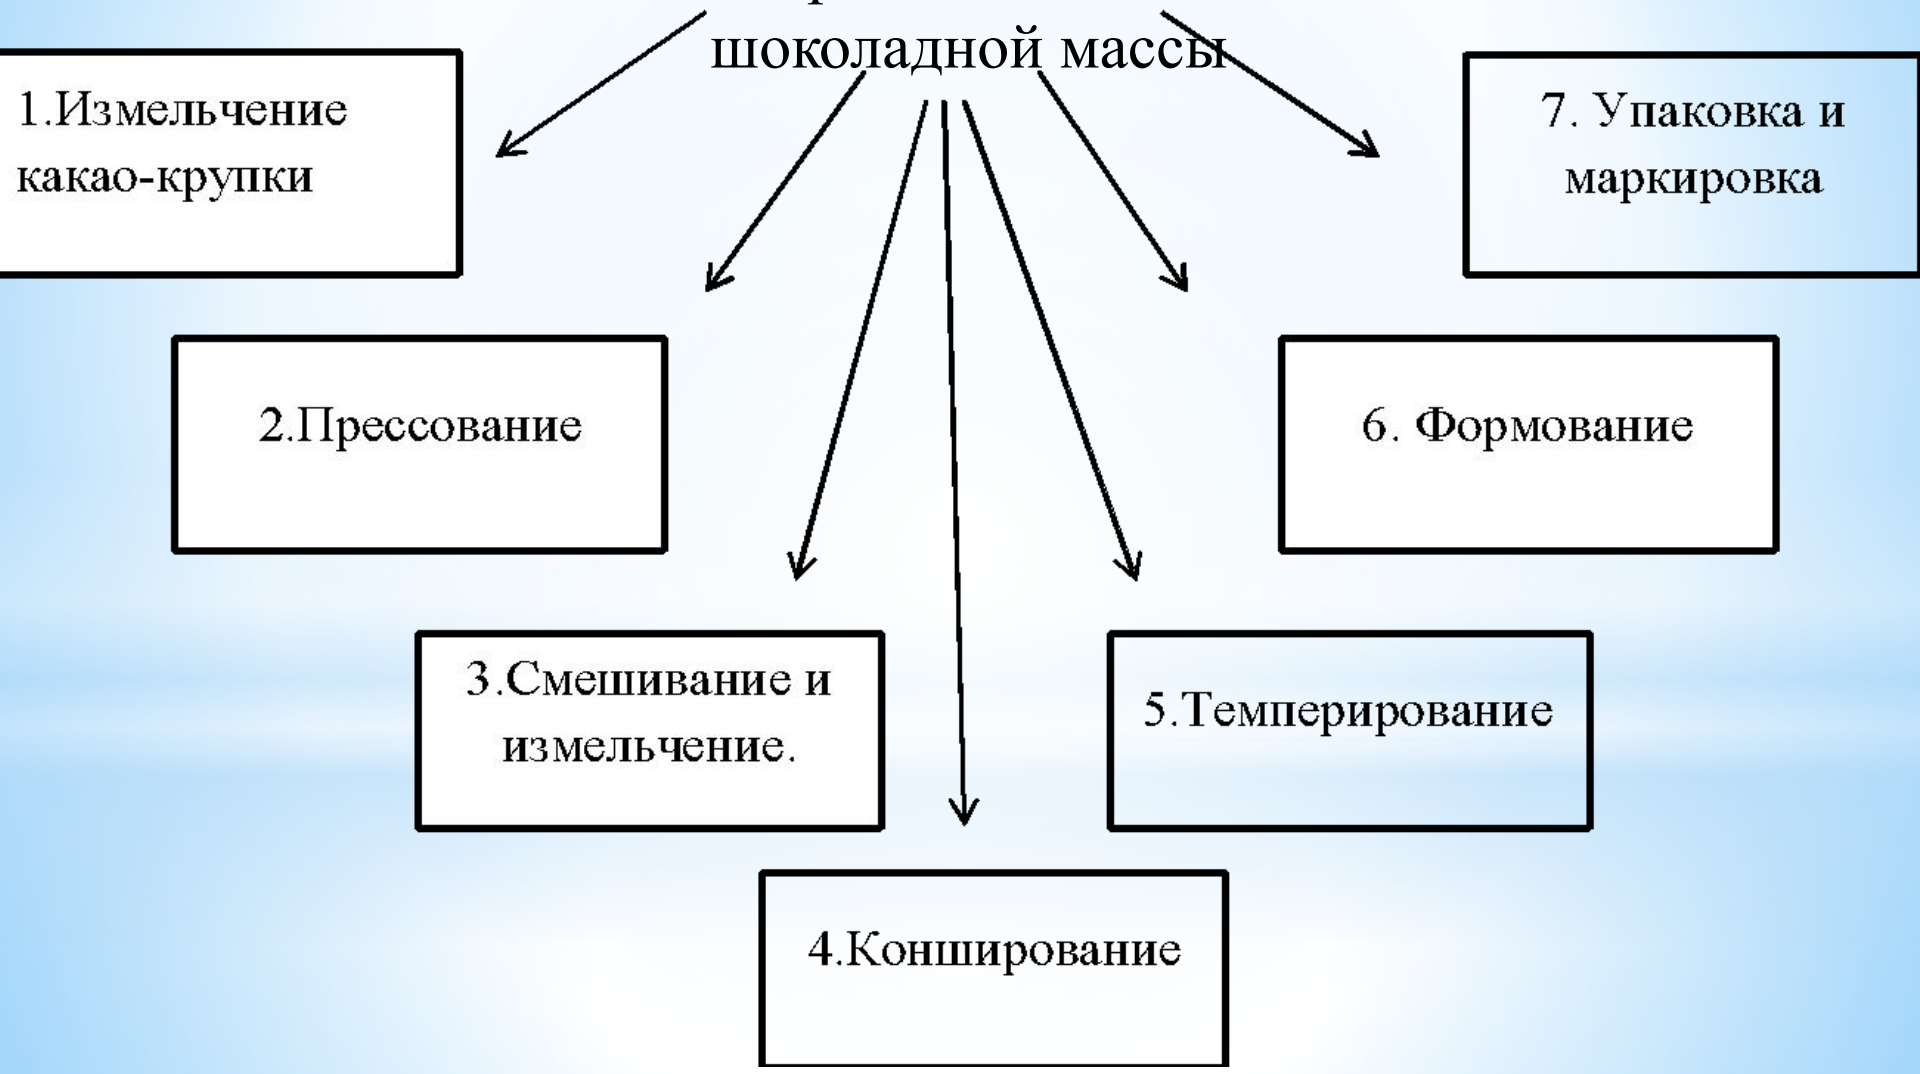 шоколадной массы
1.Измельчение
какао-крупки
2.Прессование
3.Смешивание и
измельчение.
4.Конширование
5.Темперирование
6. Формование
7. Упаковка и
маркировка